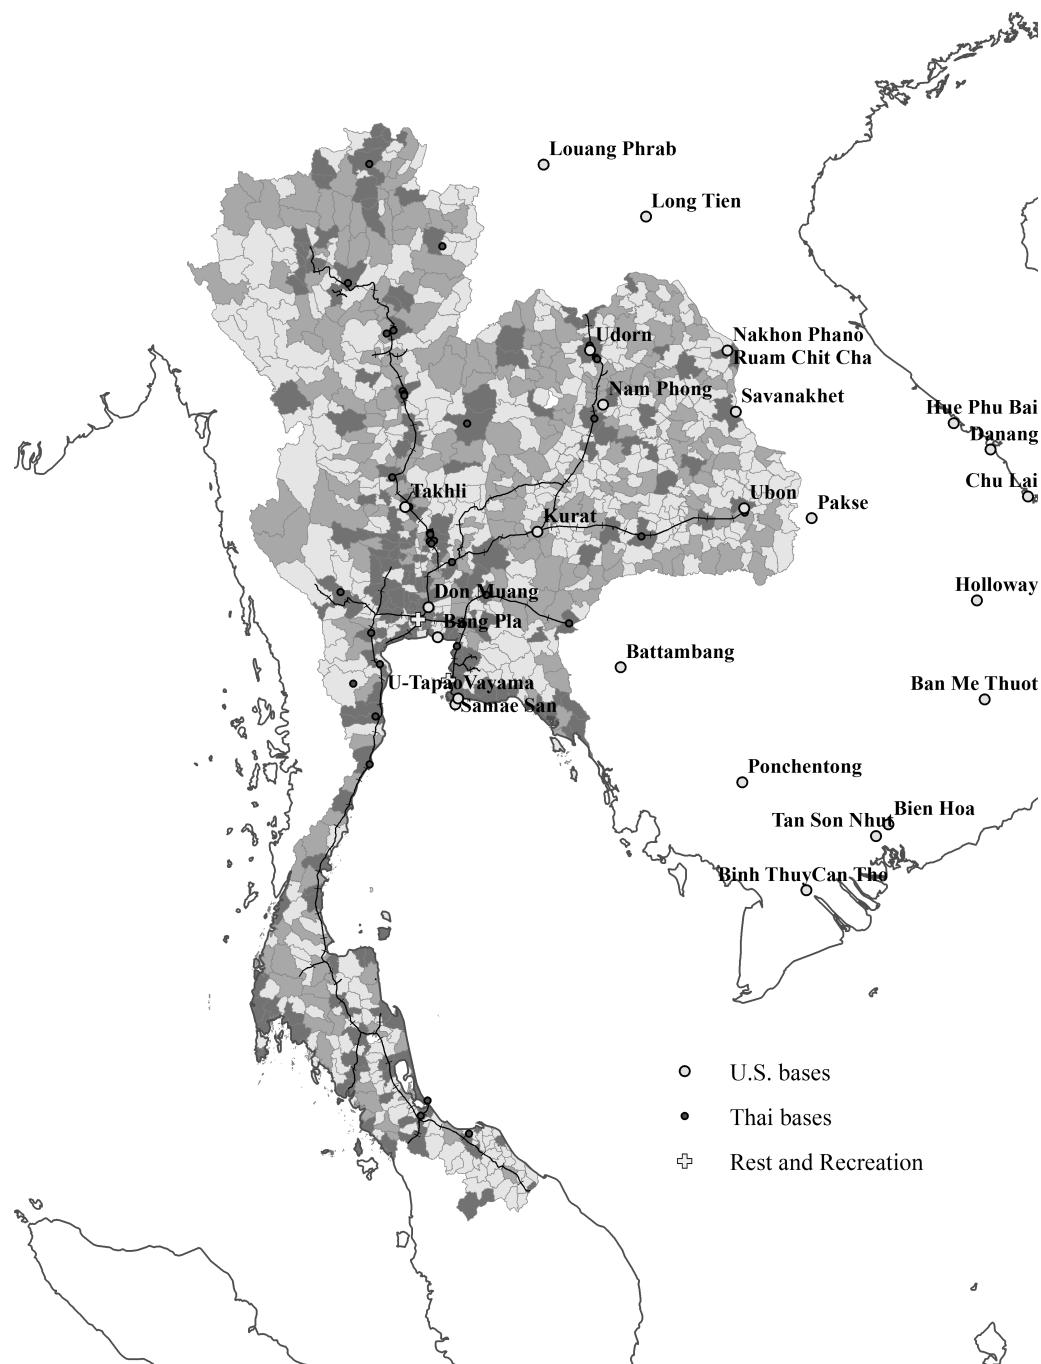 Louang Phrab
Long Tien
Udorn
Nakhon Phano
Ruam Chit Cha
Nam Phong
Savanakhet
Hue Phu Bai
Danang
Chu Lai
Takhli
Ubon
Pakse
Kurat
Holloway
Don Muang
Bang Pla
Battambang
U-TapaoVayama
Ban Me Thuot
Samae San
Ponchentong
Bien Hoa
Tan Son Nhut
Binh ThuyCan Tho
U.S. bases
Thai bases
Rest and Recreation